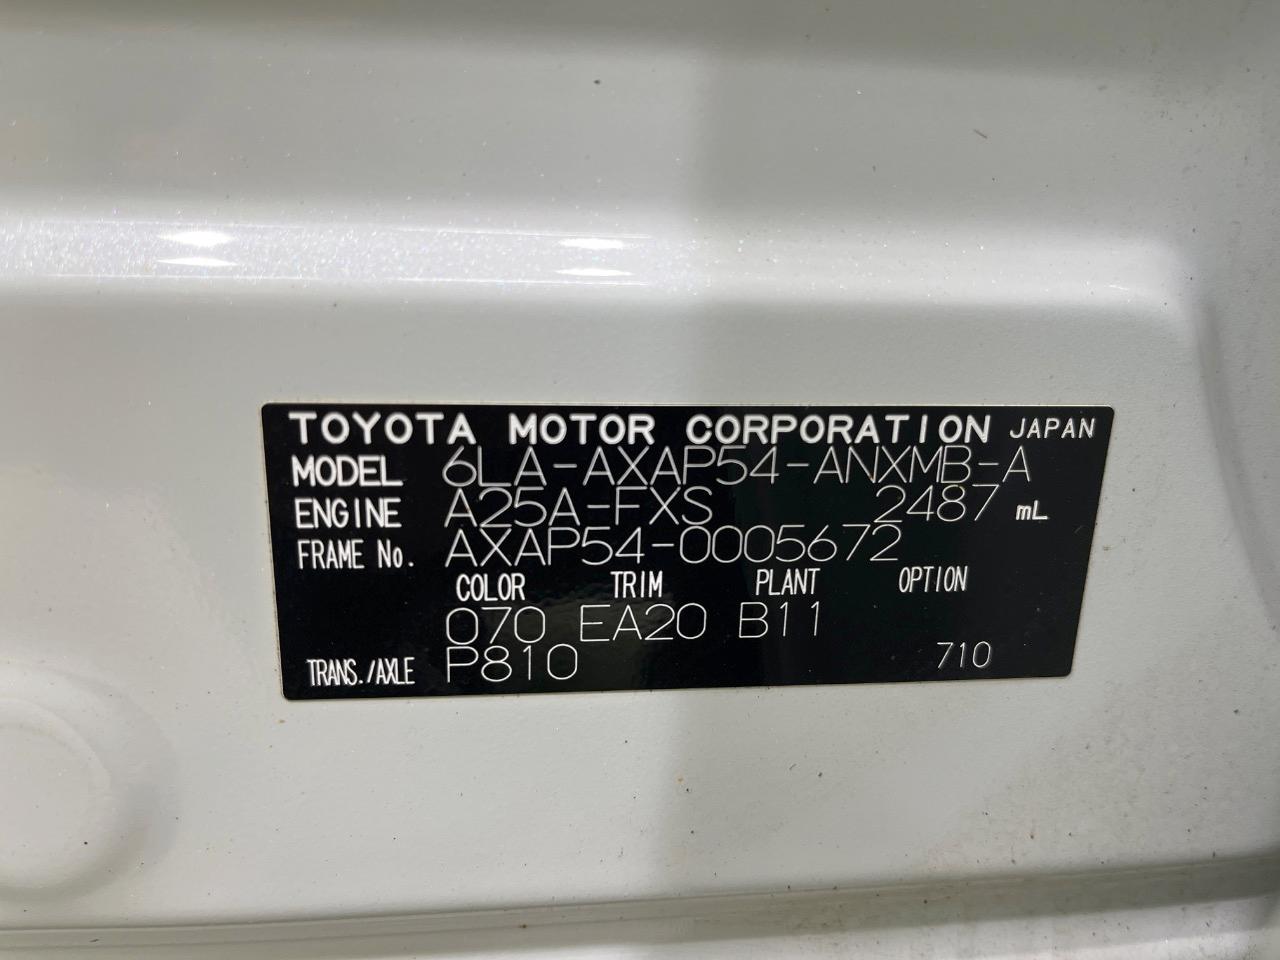 TOYOTA MOTOR CORPORATION JAPAN
MODEL 6LA-AXAP54-ANXMB-A
ENGINE A25A-FXS 2487 mL
FRAME No. AXAP54-0005672
COLOR TRIM PLANT OPTION
070 EA20 B11
TRANS./AXLE P810 710